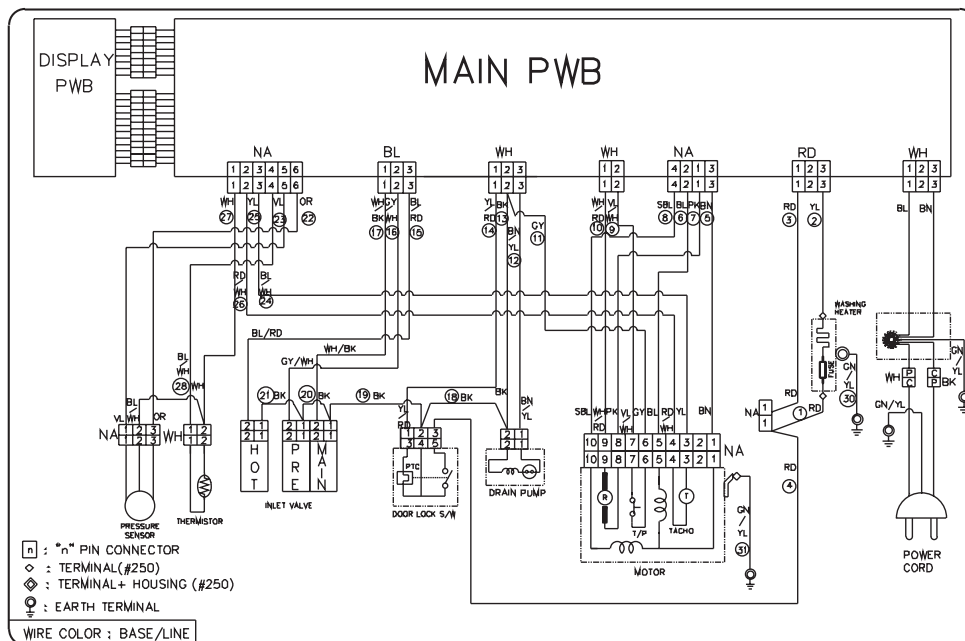 DISPLAY
PWB
MAIN PWB
NA
BL
WH
WH
NA
RD
WH
1 2 3 4 5 6
1 2 3 4 5 6
1 2 3
1 2 3
1 2 3
1 2 3
1 2
1 2
4 2 1 3
4 2 1 3
1 2 3
1 2 3
1 2 3
1 2 3
WH YL VL OR
27 25 23 22
WH GY BL
BK WH RD
17 16 15
YL BK
RD 13
14
BN
YL
12
GY
11
WH VL
RD WH
10 9
SBL BL PK BN
8 6 7 5
RD YL
3 2
BL BN
RD BL
WH WH
26 24
BL/RD
WH/BK
GY/WH
BL
WH
28 WH
BL OR
VL WH
21 BK 20 BK 19 BK 18 BK
BK
BN
YL
YL
RD
SBL WH PK VL GY BL RD YL BN
RD WH WH
WASHING
HEATER
FUSE
GN
YL
30
RD
1 RD
NA
1
1
RD
4
WH P P BK
C C
GN/YL
GN
YL
NA 1 2 3
1 2 3
WH 1 2
1 2
2 1
2 1
HOT
2 1 2 1
2 1 2 1
PRE
MAIN
INLET VALVE
1 2 3
3 4 5
PTC
DOOR LOCK S/W
2 1
2 1
DRAIN PUMP
10 9 8 7 6 5 4 3 2 1
10 9 8 7 6 5 4 3 2 1
NA
R
T
T/P
TACHO
MOTOR
GN
YL
31
PRESSURE
SENSOR
THERMISTOR
POWER
CORD
n : "n" PIN CONNECTOR
: TERMINAL(#250)
: TERMINAL+ HOUSING (#250)
: EARTH TERMINAL
WIRE COLOR : BASE/LINE